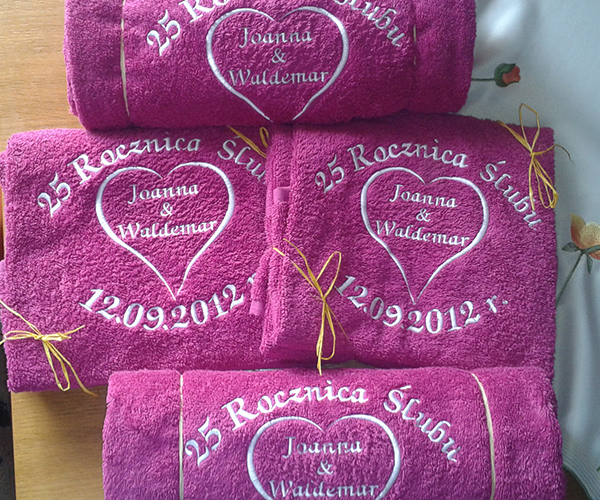 25 Rocznica Ślubu
Joanna
&
Waldemar
25 Rocznica Ślubu
Joanna
&
Waldemar
12.09.2012 r.
25 Rocznica Ślubu
Joanna
&
Waldemar
12.09.2012 r.
25 Rocznica Ślubu
Joanna
&
Waldemar